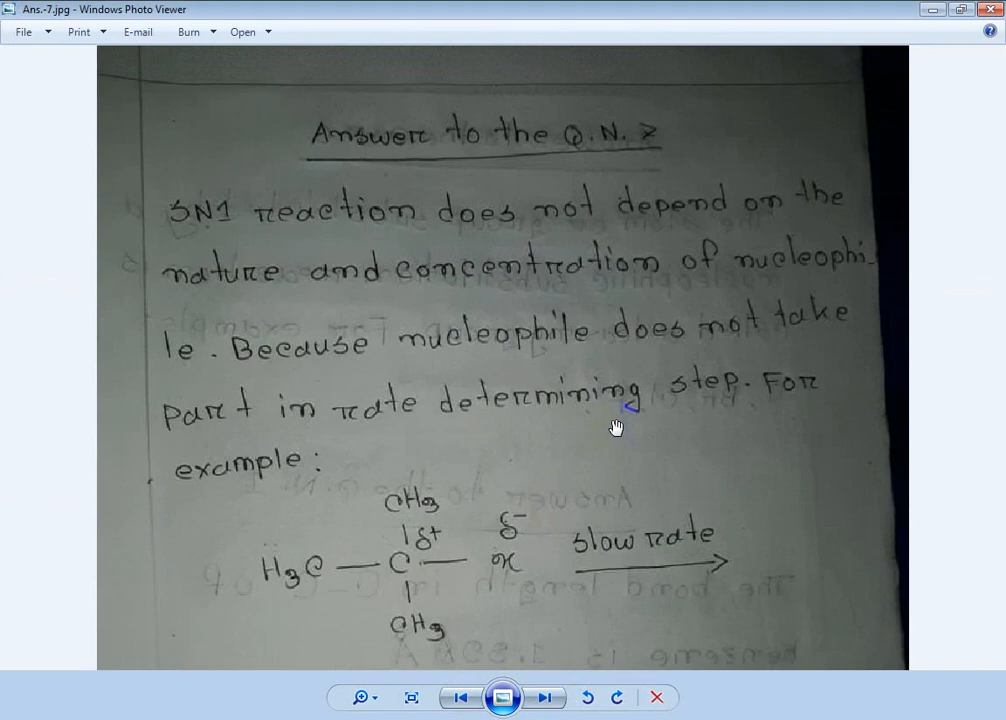 Ans.-7.jpg - Windows Photo Viewer
File Print E-mail Burn Open
Answer to the Q.N. 7
SN1 reaction does not depend on the
nature and concentration of nucleophi-
le. Because nucleophile does not take
part in rate determining step. For
example:
CH3
δ+ δ-
H3C — C — x slow rate
CH3